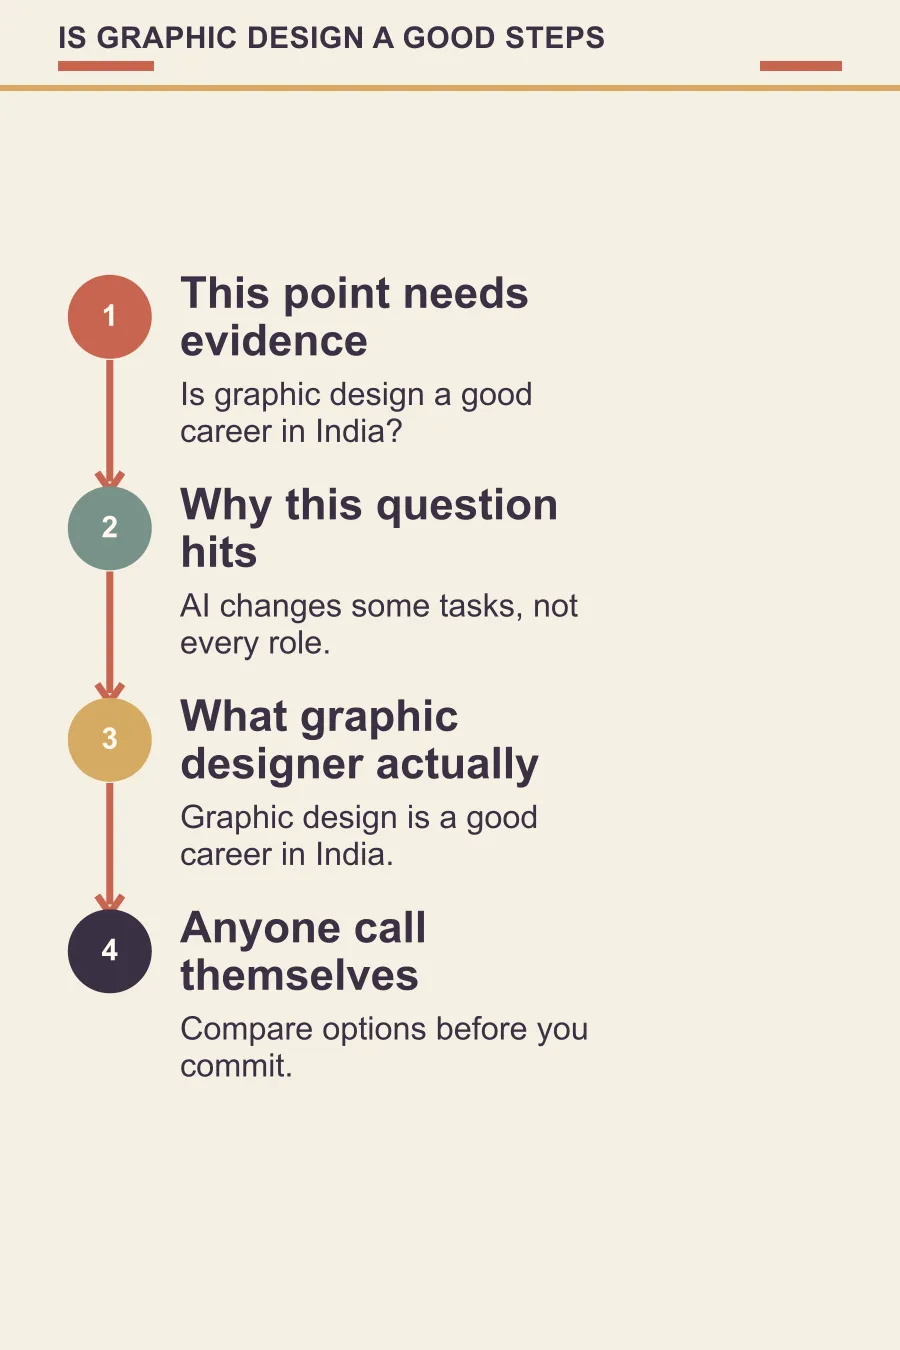 IS GRAPHIC DESIGN A GOOD STEPS
1
This point needs
evidence
Is graphic design a good
career in India?
2
Why this question
hits
AI changes some tasks, not
every role.
3
What graphic
designer actually
Graphic design is a good
career in India.
4
Anyone call
themselves
Compare options before you
commit.